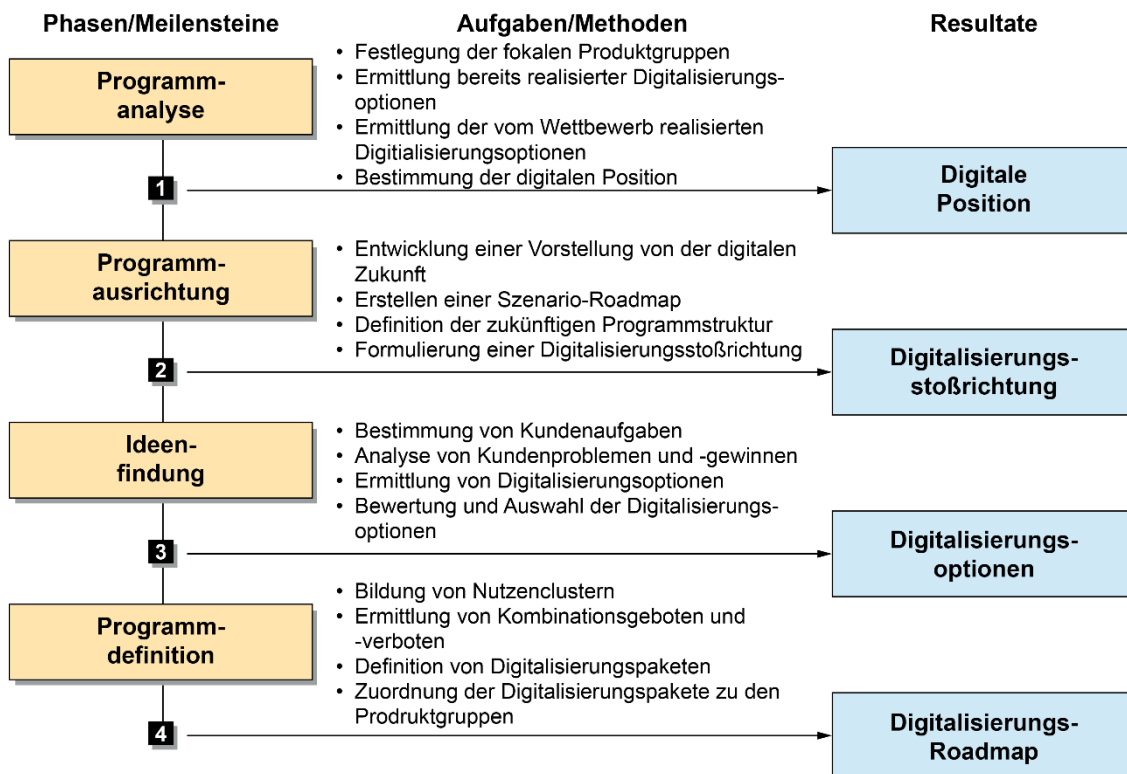 Phasen/Meilensteine
Aufgaben/Methoden
Resultate
Programm-
analyse
• Festlegung der fokalen Produktgruppen
• Ermittlung bereits realisierter Digitalisierungs-
optionen
• Ermittlung der vom Wettbewerb realisierten
Digitialisierungsoptionen
• Bestimmung der digitalen Position
1
Digitale
Position
Programm-
ausrichtung
• Entwicklung einer Vorstellung von der digitalen
Zukunft
• Erstellen einer Szenario-Roadmap
• Definition der zukünftigen Programmstruktur
• Formulierung einer Digitalisierungsstoßrichtung
2
Digitalisierungs-
stoßrichtung
Ideen-
findung
• Bestimmung von Kundenaufgaben
• Analyse von Kundenproblemen und -gewinnen
• Ermittlung von Digitalisierungsoptionen
• Bewertung und Auswahl der Digitalisierungs-
optionen
3
Digitalisierungs-
optionen
Programm-
definition
• Bildung von Nutzenclustern
• Ermittlung von Kombinationsgeboten und
-verboten
• Definition von Digitalisierungspaketen
• Zuordnung der Digitalisierungspakete zu den
Prodruktgruppen
4
Digitalisierungs-
Roadmap